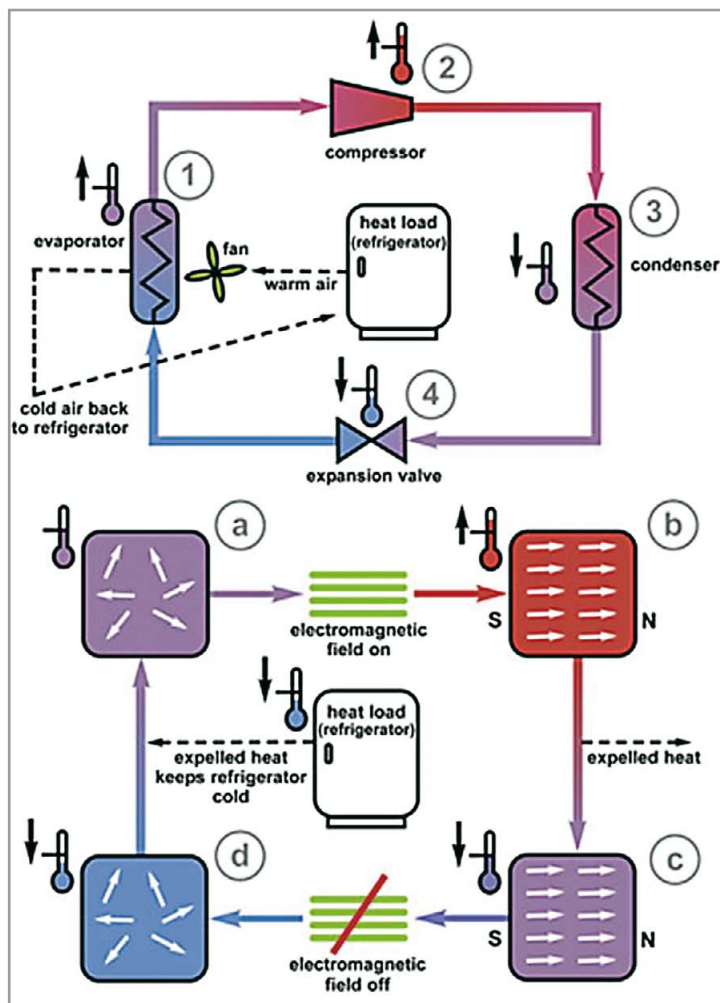 2
compressor
1
evaporator
fan
warm air
heat load
(refrigerator)
3
condenser
cold air back
to refrigerator
4
expansion valve
a
electromagnetic
field on
b
S
N
heat load
(refrigerator)
expelled heat
keeps refrigerator
cold
expelled heat
d
electromagnetic
field off
c
S
N